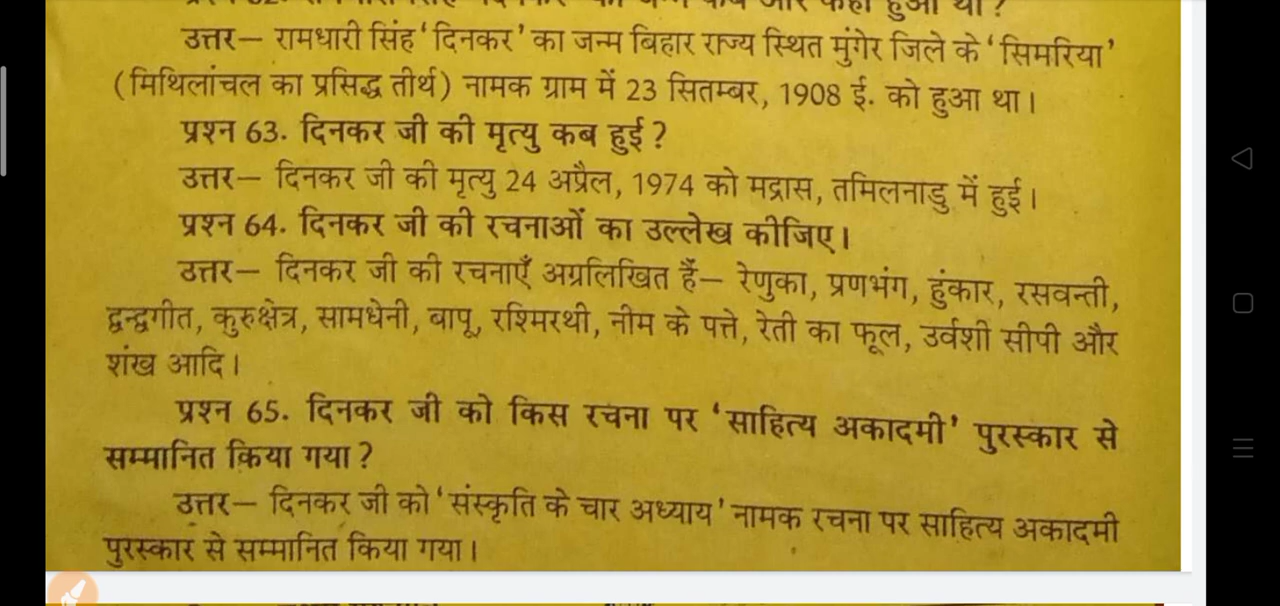 उत्तर— रामधारी सिंह 'दिनकर' का जन्म बिहार राज्य स्थित मुंगेर जिले के 'सिमरिया'
(मिथिलांचल का प्रसिद्ध तीर्थ) नामक ग्राम में 23 सितम्बर, 1908 ई. को हुआ था।
प्रश्न 63. दिनकर जी की मृत्यु कब हुई ?
उत्तर— दिनकर जी की मृत्यु 24 अप्रैल, 1974 को मद्रास, तमिलनाडु में हुई।
प्रश्न 64. दिनकर जी की रचनाओं का उल्लेख कीजिए।
उत्तर— दिनकर जी की रचनाएँ अग्रलिखित हैं— रेणुका, प्रणभंग, हुंकार, रसवन्ती,
द्वन्द्वगीत, कुरुक्षेत्र, सामधेनी, बापू, रश्मिरथी, नीम के पत्ते, रेती का फूल, उर्वशी सीपी और
शंख आदि।
प्रश्न 65. दिनकर जी को किस रचना पर 'साहित्य अकादमी' पुरस्कार से
सम्मानित किया गया ?
उत्तर— दिनकर जी को 'संस्कृति के चार अध्याय' नामक रचना पर साहित्य अकादमी
पुरस्कार से सम्मानित किया गया।